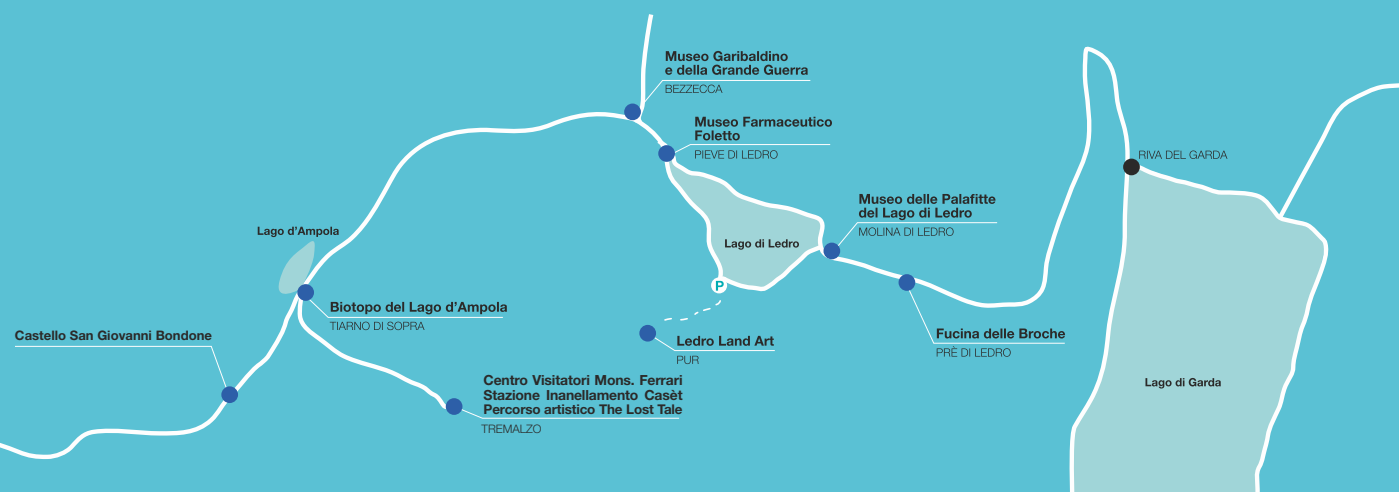 Museo Garibaldino
e della Grande Guerra
BEZZECCA
Museo Farmaceutico
Foletto
PIEVE DI LEDRO
RIVA DEL GARDA
Museo delle Palafitte
del Lago di Ledro
MOLINA DI LEDRO
Lago d'Ampola
Lago di Ledro
P
Biotopo del Lago d'Ampola
TIARNO DI SOPRA
Castello San Giovanni Bondone
Ledro Land Art
PUR
Fucina delle Broche
PRÈ DI LEDRO
Centro Visitatori Mons. Ferrari
Stazione Inanellamento Casèt
Percorso artistico The Lost Tale
TREMALZO
Lago di Garda